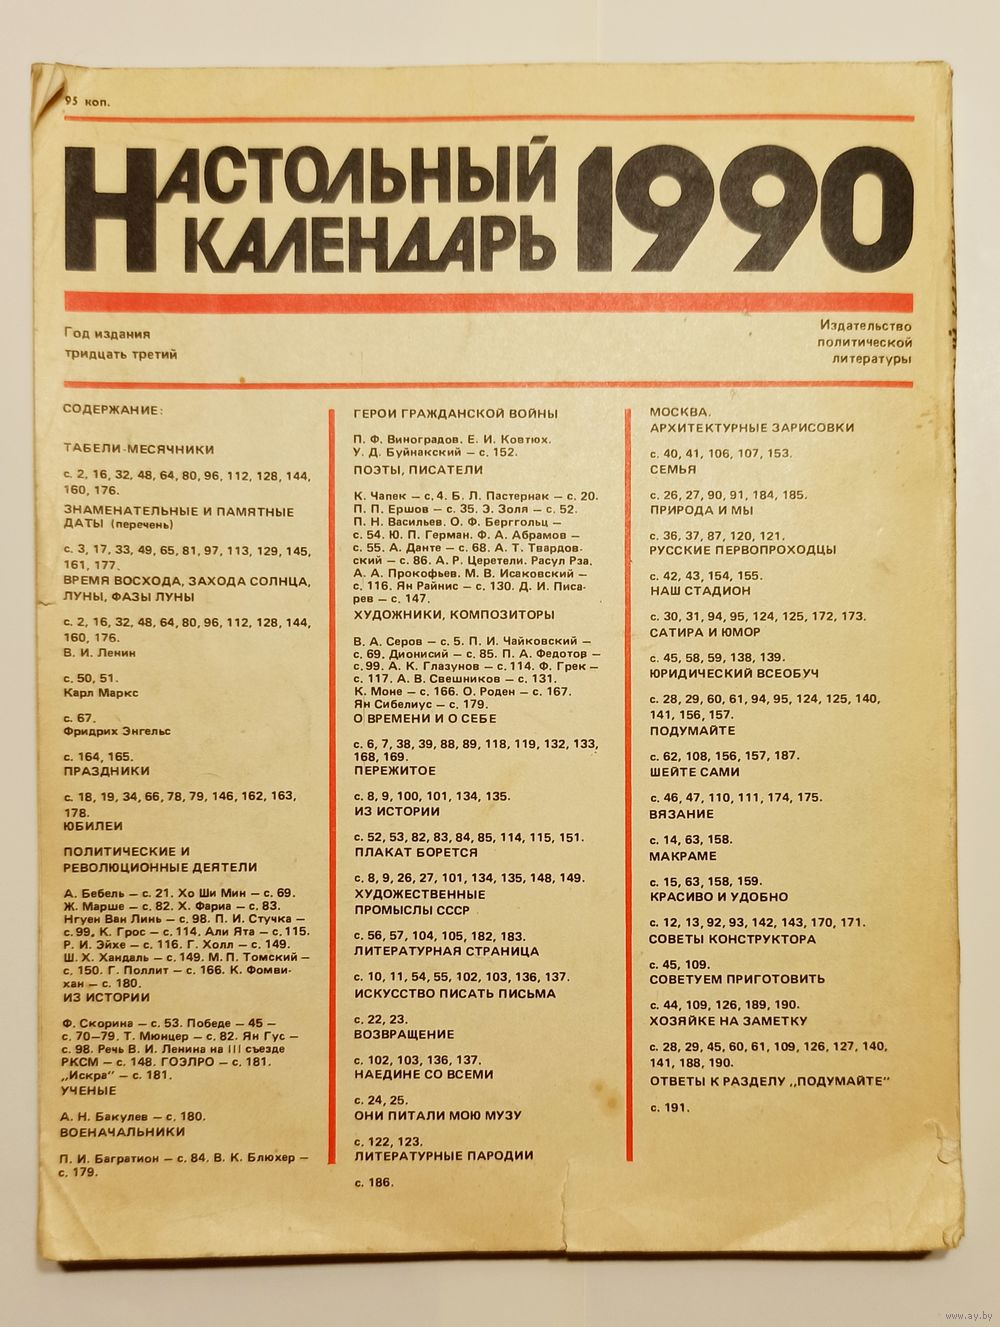 95 коп.
НАСТОЛЬНЫЙ
КАЛЕНДАРЬ 1990
Год издания
тридцать третий
Издательство
политической
литературы
СОДЕРЖАНИЕ:
ТАБЕЛИ-МЕСЯЧНИКИ
с. 2, 16, 32, 48, 64, 80, 96, 112, 128, 144,
160, 176.
ЗНАМЕНАТЕЛЬНЫЕ И ПАМЯТНЫЕ
ДАТЫ (перечень)
с. 3, 17, 33, 49, 65, 81, 97, 113, 129, 145,
161, 177.
ВРЕМЯ ВОСХОДА, ЗАХОДА СОЛНЦА,
ЛУНЫ, ФАЗЫ ЛУНЫ
с. 2, 16, 32, 48, 64, 80, 96, 112, 128, 144,
160, 176.
В. И. Ленин
с. 50, 51.
Карл Маркс
с. 67.
Фридрих Энгельс
с. 164, 165.
ПРАЗДНИКИ
с. 18, 19, 34, 66, 78, 79, 146, 162, 163,
178.
ЮБИЛЕИ
ПОЛИТИЧЕСКИЕ И
РЕВОЛЮЦИОННЫЕ ДЕЯТЕЛИ
А. Бебель — с. 21. Хо Ши Мин — с. 69.
Ж. Марше — с. 82. Х. Фариа — с. 83.
Нгуен Ван Линь — с. 98. П. И. Стучка —
с. 99. К. Грос — с. 114. Али Ята — с. 115.
Р. И. Эйхе — с. 116. Г. Холл — с. 149.
Ш. Х. Хандаль — с. 149. М. П. Томский —
с. 150. Г. Поллит — с. 166. К. Фомви-
хан — с. 180.
ИЗ ИСТОРИИ
Ф. Скорина — с. 53. Победе — 45 —
с. 70—79. Т. Мюнцер — с. 82. Ян Гус —
с. 98. Речь В. И. Ленина на III съезде
РКСМ — с. 148. ГОЭЛРО — с. 181.
„Искра" — с. 181.
УЧЕНЫЕ
А. Н. Бакулев — с. 180.
ВОЕНАЧАЛЬНИКИ
П. И. Багратион — с. 84. В. К. Блюхер —
с. 179.
ГЕРОИ ГРАЖДАНСКОЙ ВОЙНЫ
П. Ф. Виноградов. Е. И. Ковтюх.
У. Д. Буйнакский — с. 152.
ПОЭТЫ, ПИСАТЕЛИ
К. Чапек — с. 4. Б. Л. Пастернак — с. 20.
П. П. Ершов — с. 35. Э. Золя — с. 52.
П. Н. Васильев. О. Ф. Берггольц —
с. 54. Ю. П. Герман. Ф. А. Абрамов —
с. 55. А. Данте — с. 68. А. Т. Твардов-
ский — с. 86. А. Р. Церетели. Расул Рза.
А. А. Прокофьев. М. В. Исаковский —
с. 116. Ян Райнис — с. 130. Д. И. Писа-
рев — с. 147.
ХУДОЖНИКИ, КОМПОЗИТОРЫ
В. А. Серов — с. 5. П. И. Чайковский —
с. 69. Дионисий — с. 85. П. А. Федотов —
с. 99. А. К. Глазунов — с. 114. Ф. Грек —
с. 117. А. В. Свешников — с. 131.
К. Моне — с. 166. О. Роден — с. 167.
Ян Сибелиус — с. 179.
О ВРЕМЕНИ И О СЕБЕ
с. 6, 7, 38, 39, 88, 89, 118, 119, 132, 133,
168, 169.
ПЕРЕЖИТОЕ
с. 8, 9, 100, 101, 134, 135.
ИЗ ИСТОРИИ
с. 52, 53, 82, 83, 84, 85, 114, 115, 151.
ПЛАКАТ БОРЕТСЯ
с. 8, 9, 26, 27, 101, 134, 135, 148, 149.
ХУДОЖЕСТВЕННЫЕ
ПРОМЫСЛЫ СССР
с. 56, 57, 104, 105, 182, 183.
ЛИТЕРАТУРНАЯ СТРАНИЦА
с. 10, 11, 54, 55, 102, 103, 136, 137.
ИСКУССТВО ПИСАТЬ ПИСЬМА
с. 22, 23.
ВОЗВРАЩЕНИЕ
с. 102, 103, 136, 137.
НАЕДИНЕ СО ВСЕМИ
с. 24, 25.
ОНИ ПИТАЛИ МОЮ МУЗУ
с. 122, 123.
ЛИТЕРАТУРНЫЕ ПАРОДИИ
с. 186.
МОСКВА.
АРХИТЕКТУРНЫЕ ЗАРИСОВКИ
с. 40, 41, 106, 107, 153.
СЕМЬЯ
с. 26, 27, 90, 91, 184, 185.
ПРИРОДА И МЫ
с. 36, 37, 87, 120, 121.
РУССКИЕ ПЕРВОПРОХОДЦЫ
с. 42, 43, 154, 155.
НАШ СТАДИОН
с. 30, 31, 94, 95, 124, 125, 172, 173.
САТИРА И ЮМОР
с. 45, 58, 59, 138, 139.
ЮРИДИЧЕСКИЙ ВСЕОБУЧ
с. 28, 29, 60, 61, 94, 95, 124, 125, 140,
141, 156, 157.
ПОДУМАЙТЕ
с. 62, 108, 156, 157, 187.
ШЕЙТЕ САМИ
с. 46, 47, 110, 111, 174, 175.
ВЯЗАНИЕ
с. 14, 63, 158.
МАКРАМЕ
с. 15, 63, 158, 159.
КРАСИВО И УДОБНО
с. 12, 13, 92, 93, 142, 143, 170, 171.
СОВЕТЫ КОНСТРУКТОРА
с. 45, 109.
СОВЕТУЕМ ПРИГОТОВИТЬ
с. 44, 109, 126, 189, 190.
ХОЗЯЙКЕ НА ЗАМЕТКУ
с. 28, 29, 45, 60, 61, 109, 126, 127, 140,
141, 188, 190.
ОТВЕТЫ К РАЗДЕЛУ „ПОДУМАЙТЕ"
с. 191.
www.ay.by